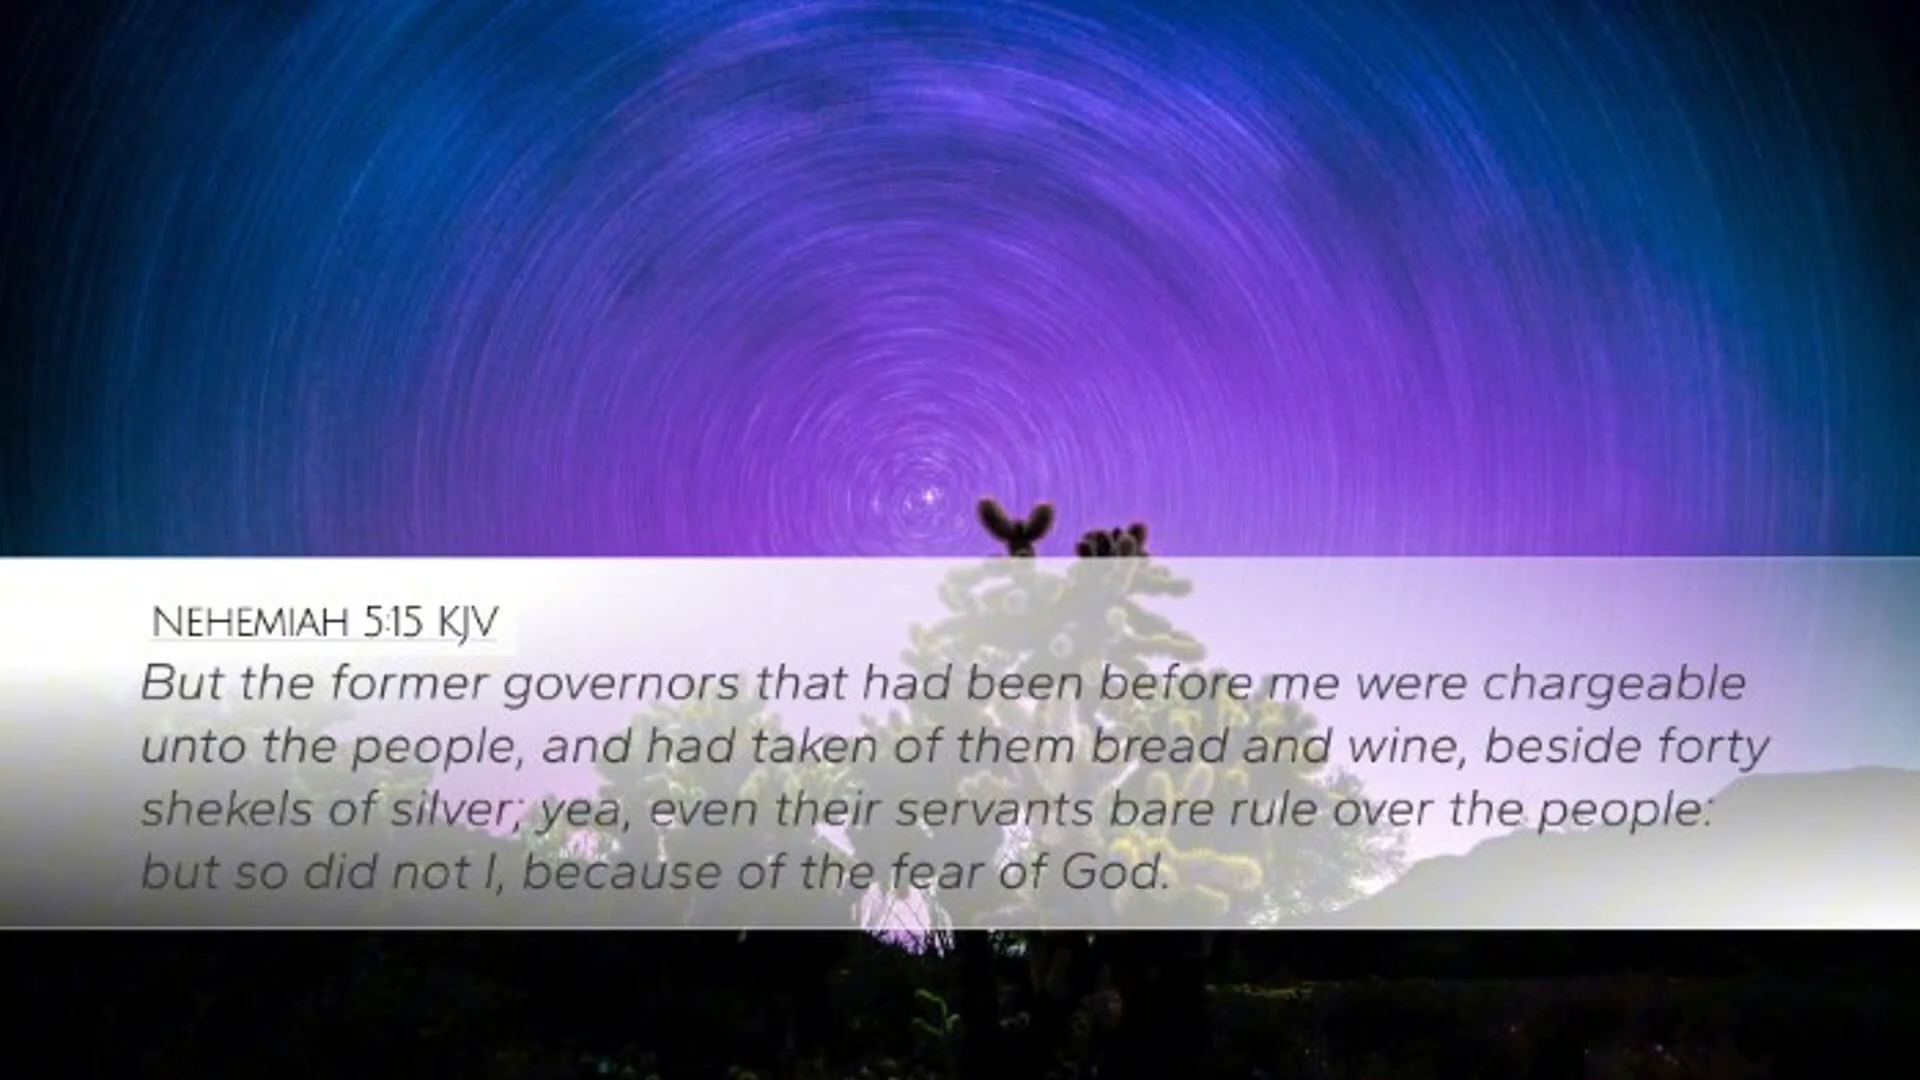 NEHEMIAH 5:15 KJV
But the former governors that had been before me were chargeable
unto the people, and had taken of them bread and wine, beside forty
shekels of silver; yea, even their servants bare rule over the people:
but so did not I, because of the fear of God.